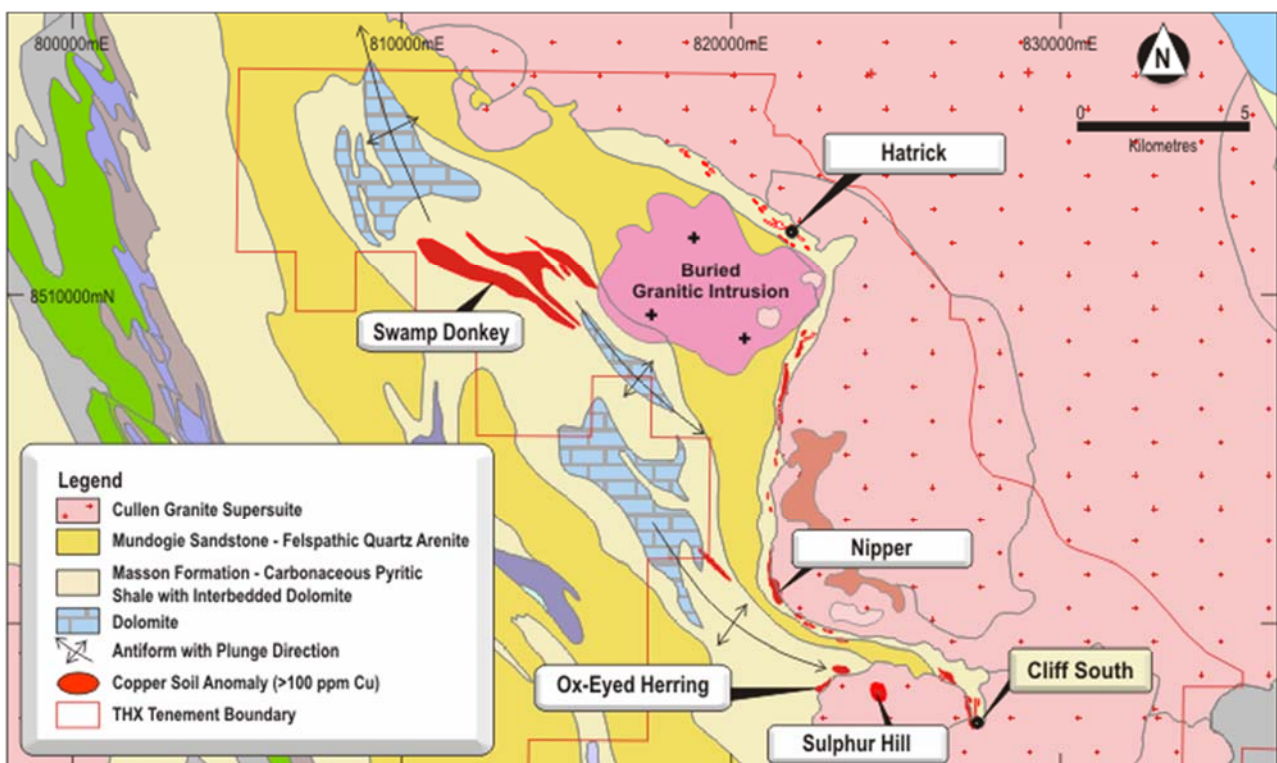 800000mE
810000mE
820000mE
830000mE
N
0
5
Kilometres
Hatrick
8510000mN
Buried
Granitic Intrusion
Swamp Donkey
Legend
Cullen Granite Supersuite
Mundogie Sandstone - Felspathic Quartz Arenite
Masson Formation - Carbonaceous Pyritic
Shale with Interbedded Dolomite
Dolomite
Antiform with Plunge Direction
Copper Soil Anomaly (>100 ppm Cu)
THX Tenement Boundary
Nipper
Ox-Eyed Herring
Cliff South
Sulphur Hill